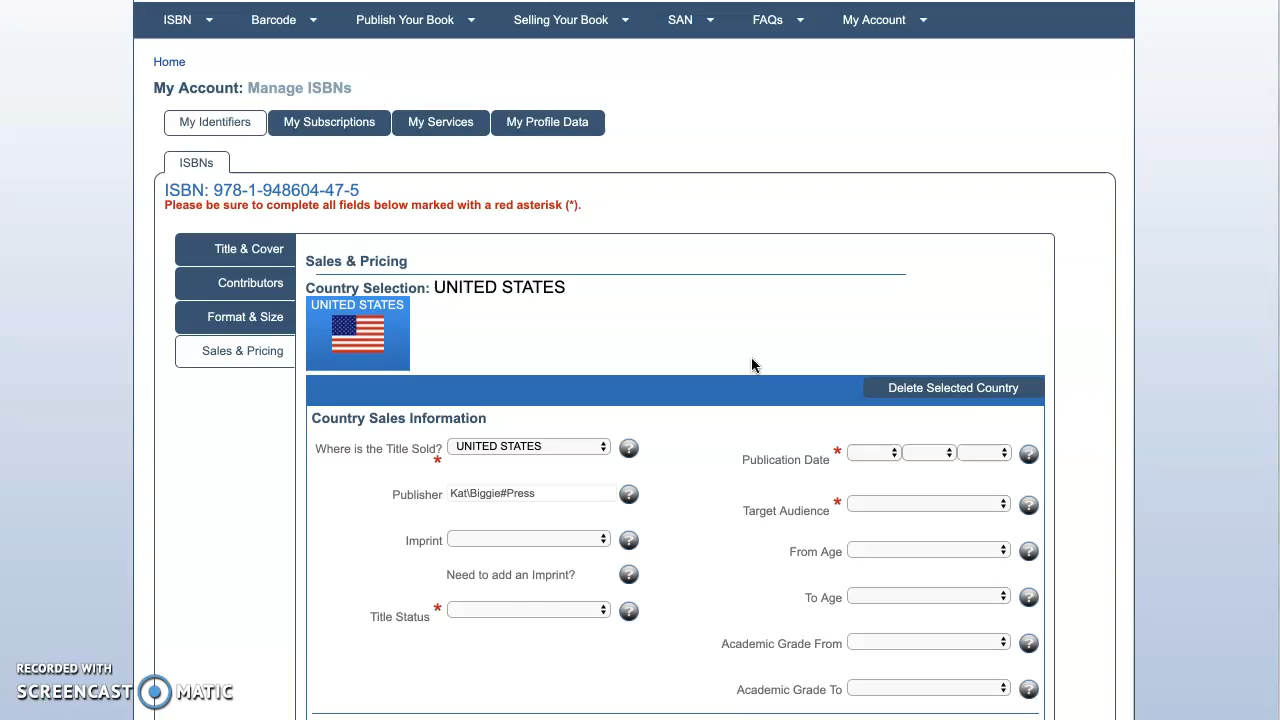 ISBN Barcode Publish Your Book Selling Your Book SAN FAQs My Account
Home
My Account: Manage ISBNs
My Identifiers My Subscriptions My Services My Profile Data
ISBNs
ISBN: 978-1-948604-47-5
Please be sure to complete all fields below marked with a red asterisk (*).
Title & Cover
Contributors
Format & Size
Sales & Pricing
Sales & Pricing
Country Selection: UNITED STATES
UNITED STATES
Delete Selected Country
Country Sales Information
Where is the Title Sold? * UNITED STATES ?
Publisher Kat\Biggie#Press ?
Imprint ?
Need to add an Imprint? ?
Title Status * ?
Publication Date * ?
Target Audience * ?
From Age ?
To Age ?
Academic Grade From ?
Academic Grade To ?
RECORDED WITH
SCREENCAST MATIC